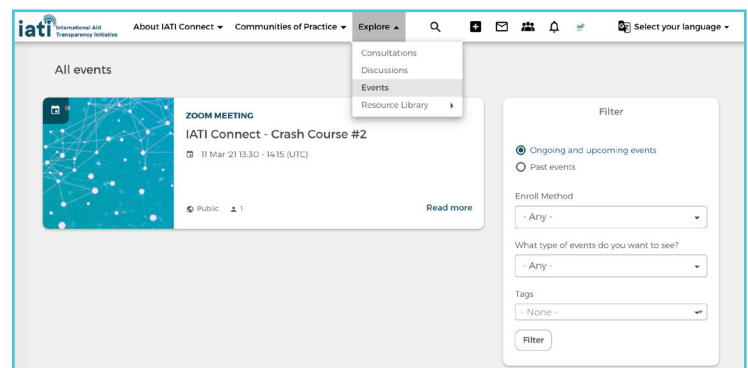 iati International Aid Transparency Initiative
About IATI Connect
Communities of Practice
Explore
Select your language
Consultations
Discussions
Events
Resource Library
All events
ZOOM MEETING
IATI Connect - Crash Course #2
11 Mar '21 13:30 - 14:15 (UTC)
Public 1
Read more
Filter
Ongoing and upcoming events
Past events
Enroll Method
- Any -
What type of events do you want to see?
- Any -
Tags
- None -
Filter